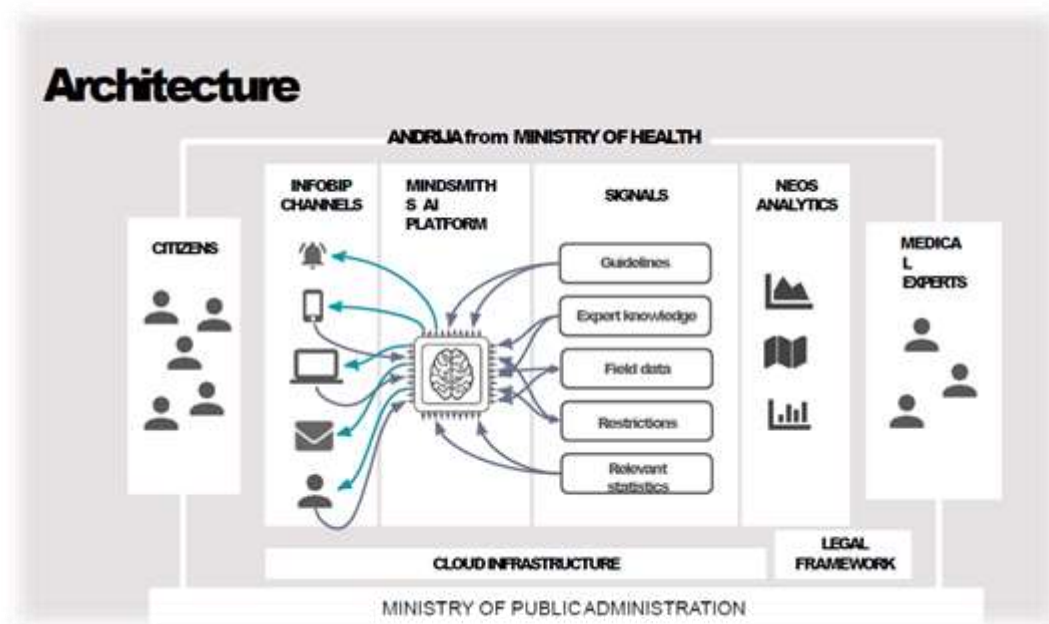 Architecture
ANDRIJA from MINISTRY OF HEALTH
INFOBIP
CHANNELS
MINDSMITH
S AI
PLATFORM
SIGNALS
NEOS
ANALYTICS
CITIZENS
MEDICA
L
EXPERTS
Guidelines
Expert knowledge
Field data
Restrictions
Relevant
statistics
CLOUD INFRASTRUCTURE
LEGAL
FRAMEWORK
MINISTRY OF PUBLIC ADMINISTRATION